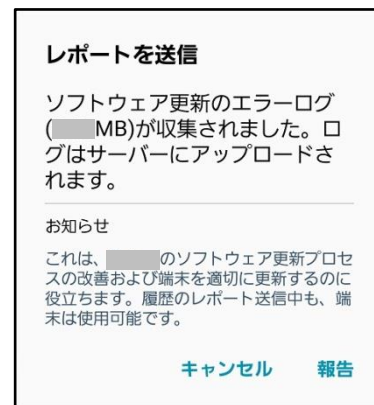 レポートを送信
ソフトウェア更新のエラーログ
(MB)が収集されました。ロ
グはサーバーにアップロードさ
れます。
お知らせ
これは、のソフトウェア更新プロセ
スの改善および端末を適切に更新するのに
役立ちます。履歴のレポート送信中も、端
末は使用可能です。
キャンセル 報告